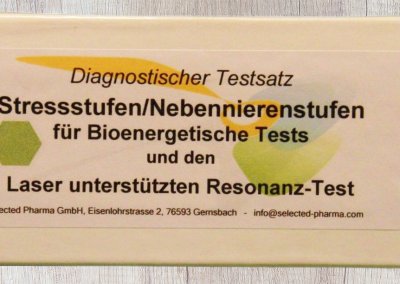 Diagnostischer Testsatz
Stressstufen/Nebennierenstufen
für Bioenergetische Tests
und den
Laser unterstützten Resonanz-Test
lected Pharma GmbH, Eisenlohrstrasse 2, 76593 Gernsbach - info@selected-pharma.com